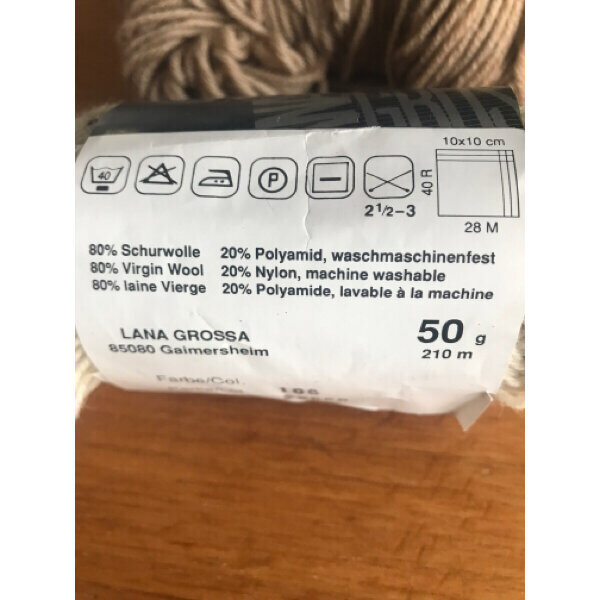 10x10 cm
40
P
40 R
2½–3
28 M
80% Schurwolle 20% Polyamid, waschmaschinenfest
80% Virgin Wool 20% Nylon, machine washable
80% laine Vierge 20% Polyamide, lavable à la machine
LANA GROSSA
50 g
85080 Gaimersheim
210 m
Farbe/Col.